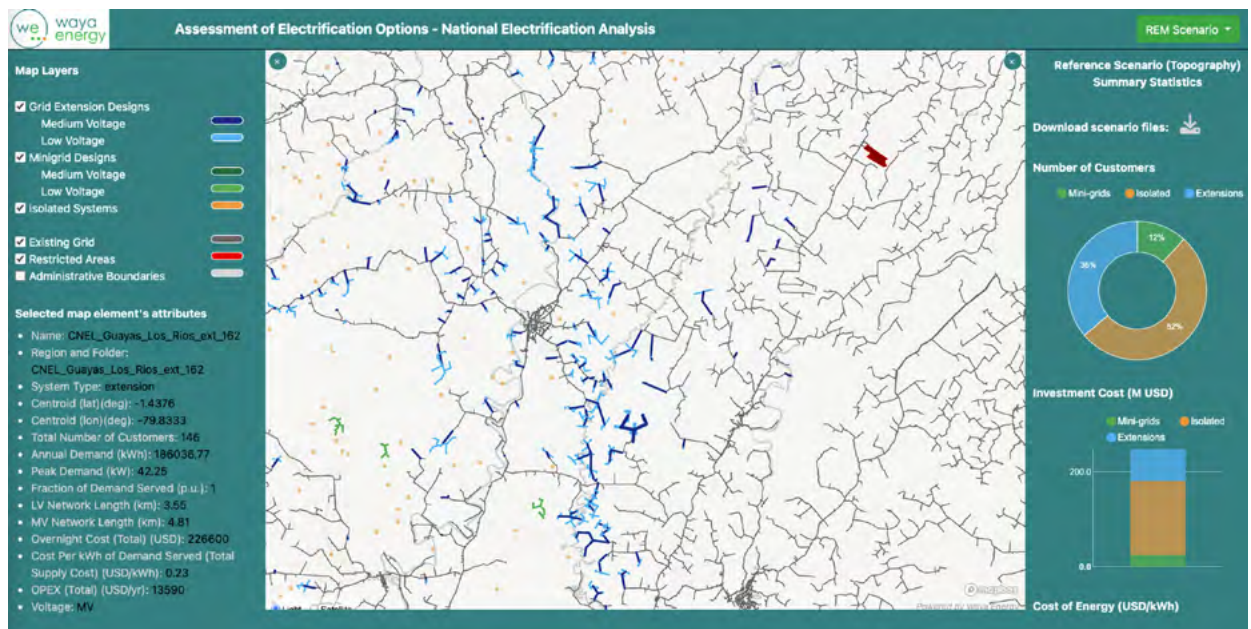 we waya energy
Assessment of Electrification Options - National Electrification Analysis
REM Scenario
Map Layers
Grid Extension Designs
Medium Voltage
Low Voltage
Minigrid Designs
Medium Voltage
Low Voltage
Isolated Systems
Existing Grid
Restricted Areas
Administrative Boundaries
Selected map element's attributes
• Name: CNEL_Guayas_Los_Rios_ext_162
• Region and Folder:
CNEL_Guayas_Los_Rios_ext_162
• System Type: extension
• Centroid (lat)(deg): -1.4376
• Centroid (lon)(deg): -79.8333
• Total Number of Customers: 146
• Annual Demand (kWh): 186036.77
• Peak Demand (kW): 42.25
• Fraction of Demand Served (p.u.): 1
• LV Network Length (km): 3.55
• MV Network Length (km): 4.81
• Overnight Cost (Total) (USD): 226600
• Cost Per kWh of Demand Served (Total
Supply Cost) (USD/kWh): 0.23
• OPEX (Total) (USD/yr): 13590
• Voltage: MV
Light Satellite
mapbox
Powered by Waya Energy
Reference Scenario (Topography)
Summary Statistics
Download scenario files:
Number of Customers
Mini-grids Isolated Extensions
12%
36%
52%
Investment Cost (M USD)
Mini-grids Isolated
Extensions
200.0
0.0
Cost of Energy (USD/kWh)